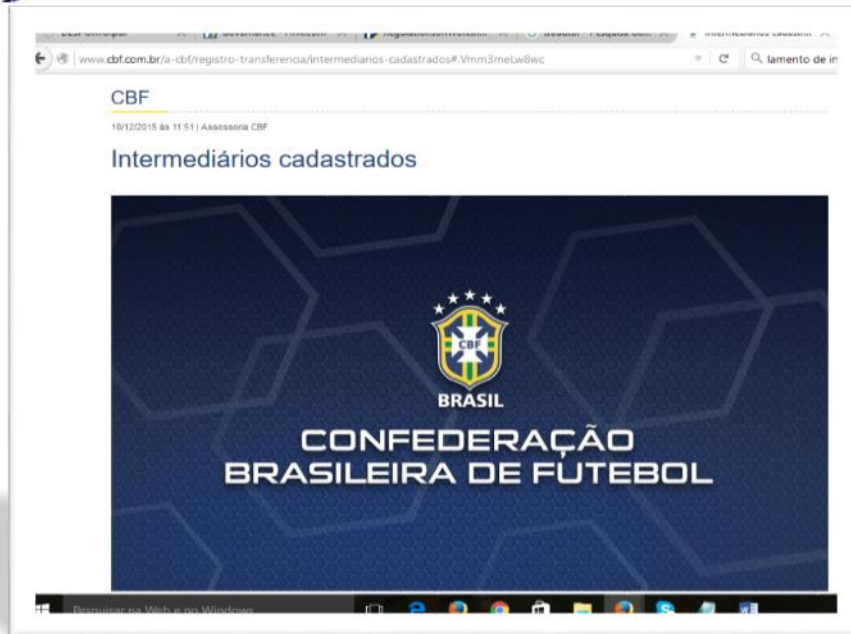 www.cbf.com.br/a-cbf/registro-transferencia/intermediarios-cadastrados#.Vmm3meLw8wc
lamento de in
CBF
10/12/2015 às 11:51 | Assessoria CBF
Intermediários cadastrados
CBF
BRASIL
CONFEDERAÇÃO
BRASILEIRA DE FUTEBOL
Pesquisar na Web e no Windows